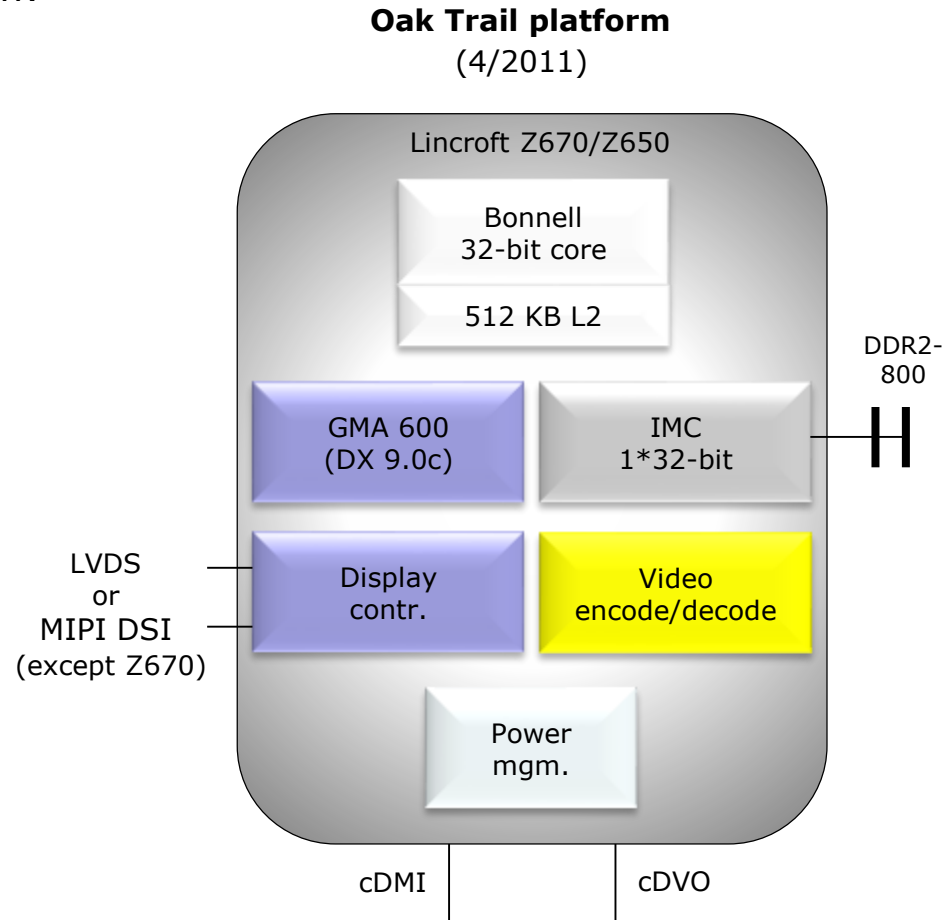 Oak Trail platform
(4/2011)
Lincroft Z670/Z650
Bonnell
32-bit core
512 KB L2
DDR2-
800
GMA 600
(DX 9.0c)
IMC
1*32-bit
LVDS
or
MIPI DSI
(except Z670)
Display
contr.
Video
encode/decode
Power
mgm.
cDMI
cDVO